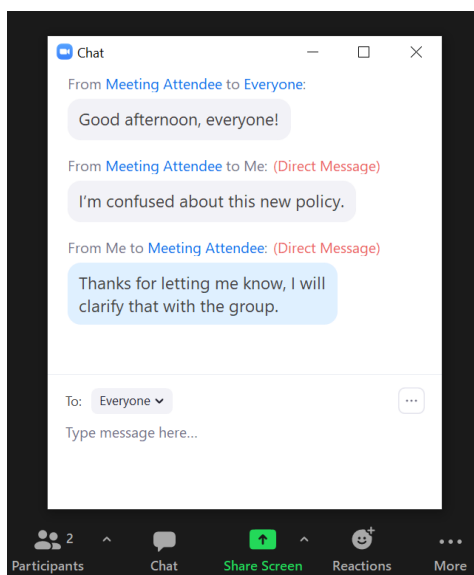 Chat
From Meeting Attendee to Everyone:
Good afternoon, everyone!
From Meeting Attendee to Me: (Direct Message)
I’m confused about this new policy.
From Me to Meeting Attendee: (Direct Message)
Thanks for letting me know, I will
clarify that with the group.
To: Everyone
Type message here...
2
Participants Chat Share Screen Reactions More